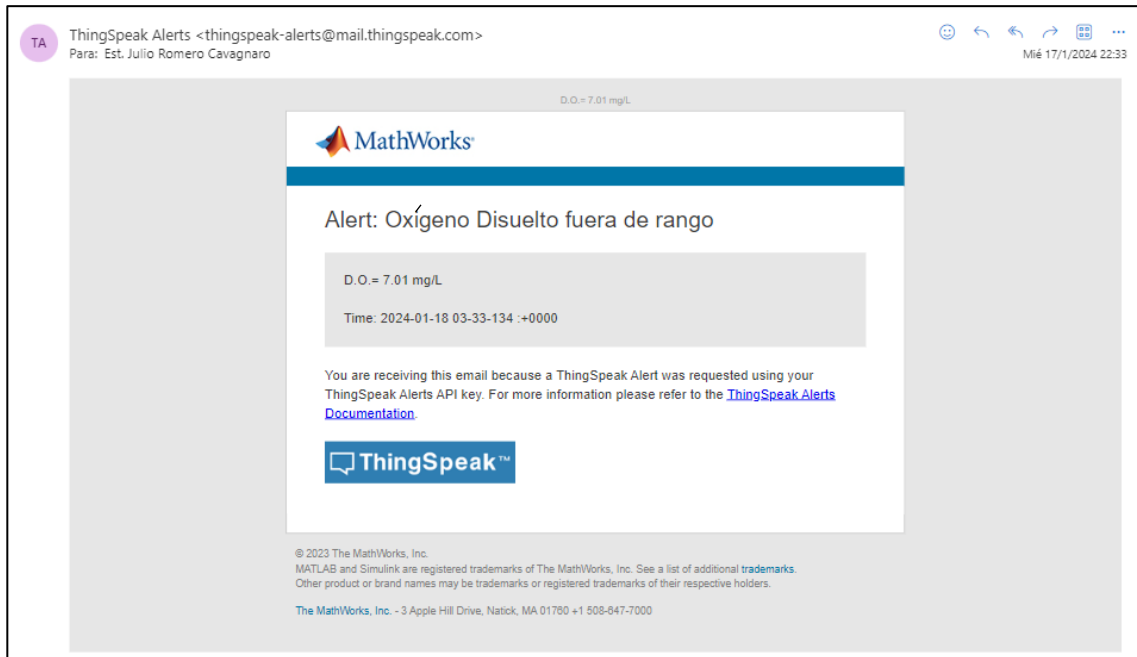 TA
ThingSpeak Alerts <thingspeak-alerts@mail.thingspeak.com>
Para: Est. Julio Romero Cavagnaro
Mié 17/1/2024 22:33
D.O.= 7.01 mg/L
MathWorks®
Alert: Oxígeno Disuelto fuera de rango
D.O.= 7.01 mg/L
Time: 2024-01-18 03-33-134 :+0000
You are receiving this email because a ThingSpeak Alert was requested using your
ThingSpeak Alerts API key. For more information please refer to the ThingSpeak Alerts
Documentation.
ThingSpeak™
© 2023 The MathWorks, Inc.
MATLAB and Simulink are registered trademarks of The MathWorks, Inc. See a list of additional trademarks.
Other product or brand names may be trademarks or registered trademarks of their respective holders.
The MathWorks, Inc. - 3 Apple Hill Drive, Natick, MA 01760 +1 508-647-7000